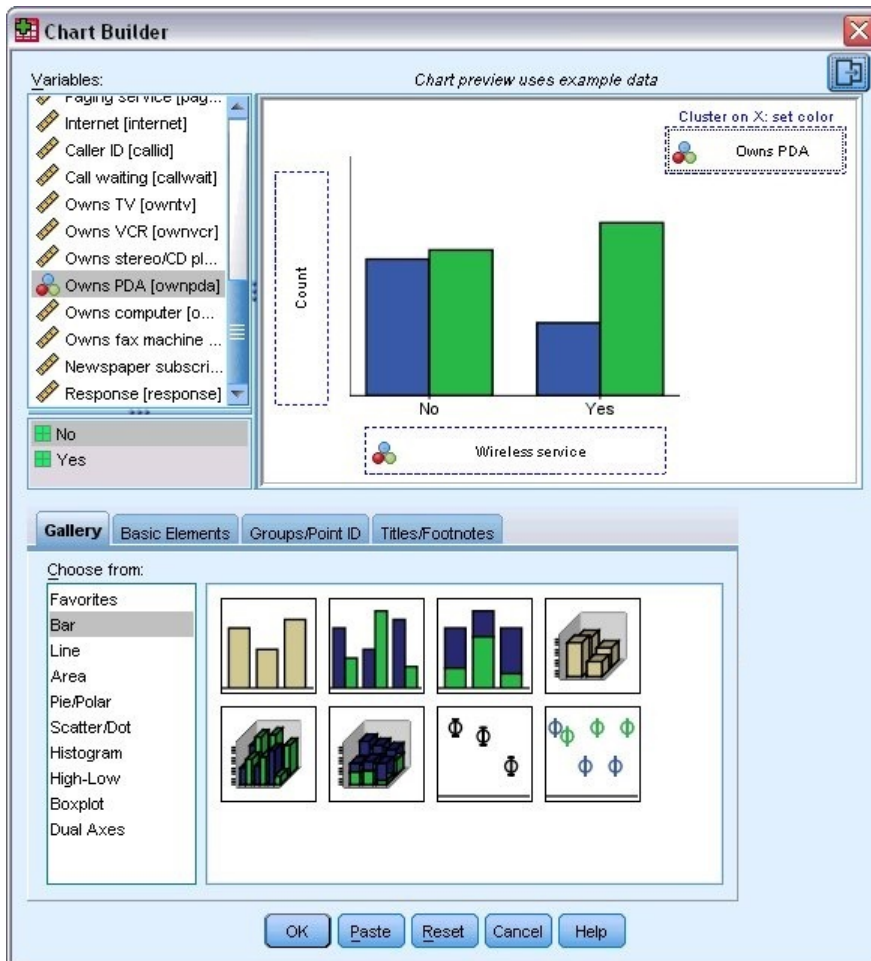 Chart Builder
Variables:
Chart preview uses example data
Paging service [pag...
Internet [internet]
Caller ID [callid]
Call waiting [callwait]
Owns TV [owntv]
Owns VCR [ownvcr]
Owns stereo/CD pl...
Owns PDA [ownpda]
Owns computer [o...
Owns fax machine ...
Newspaper subscri...
Response [response]
No
Yes
Cluster on X: set color
Owns PDA
Count
No Yes
Wireless service
Gallery Basic Elements Groups/Point ID Titles/Footnotes
Choose from:
Favorites
Bar
Line
Area
Pie/Polar
Scatter/Dot
Histogram
High-Low
Boxplot
Dual Axes
OK Paste Reset Cancel Help